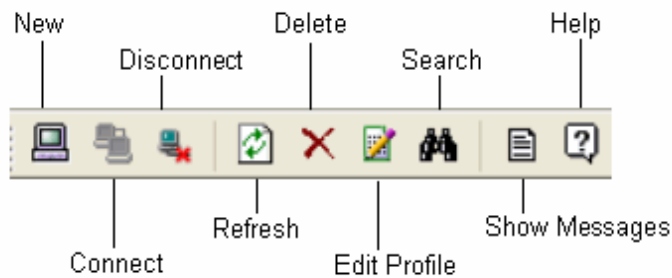 New
Delete
Help
Disconnect
Search
Refresh
Show Messages
Connect
Edit Profile